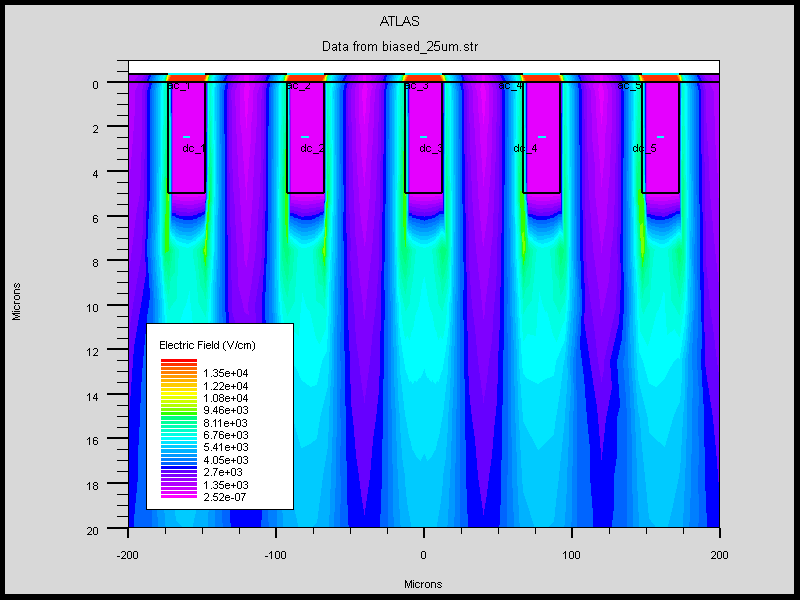 ATLAS
Data from biased_25um.str
ac_1 ac_2 ac_3 ac_4 ac_5
dc_1 dc_2 dc_3 dc_4 dc_5
0
2
4
6
8
10
12
14
16
18
20
Microns
Electric Field (V/cm)
1.35e+04
1.22e+04
1.08e+04
9.46e+03
8.11e+03
6.76e+03
5.41e+03
4.05e+03
2.7e+03
1.35e+03
2.52e-07
-200 -100 0 100 200
Microns